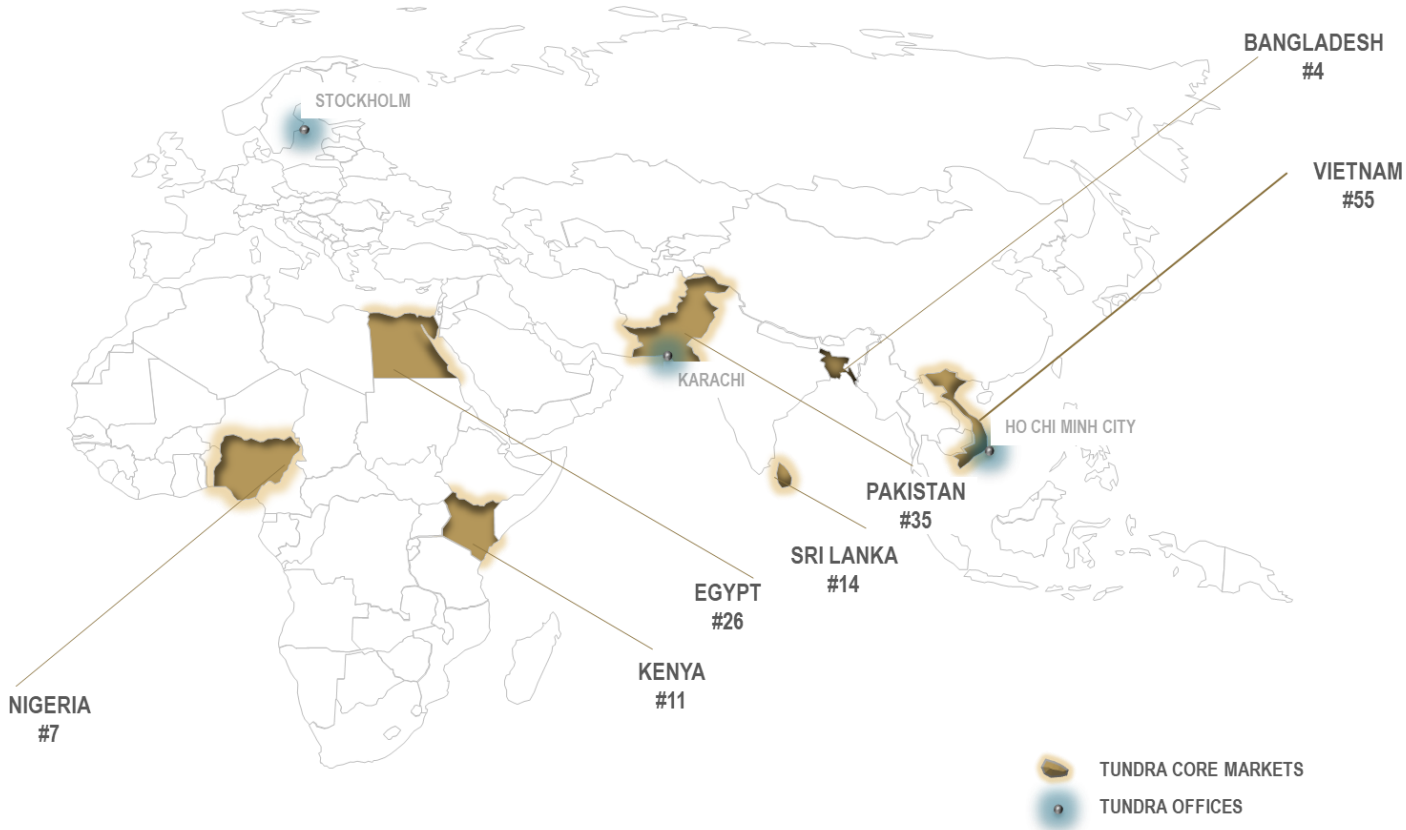 BANGLADESH
#4
STOCKHOLM
VIETNAM
#55
KARACHI
HO CHI MINH CITY
PAKISTAN
#35
SRI LANKA
#14
EGYPT
#26
KENYA
#11
NIGERIA
#7
TUNDRA CORE MARKETS
TUNDRA OFFICES